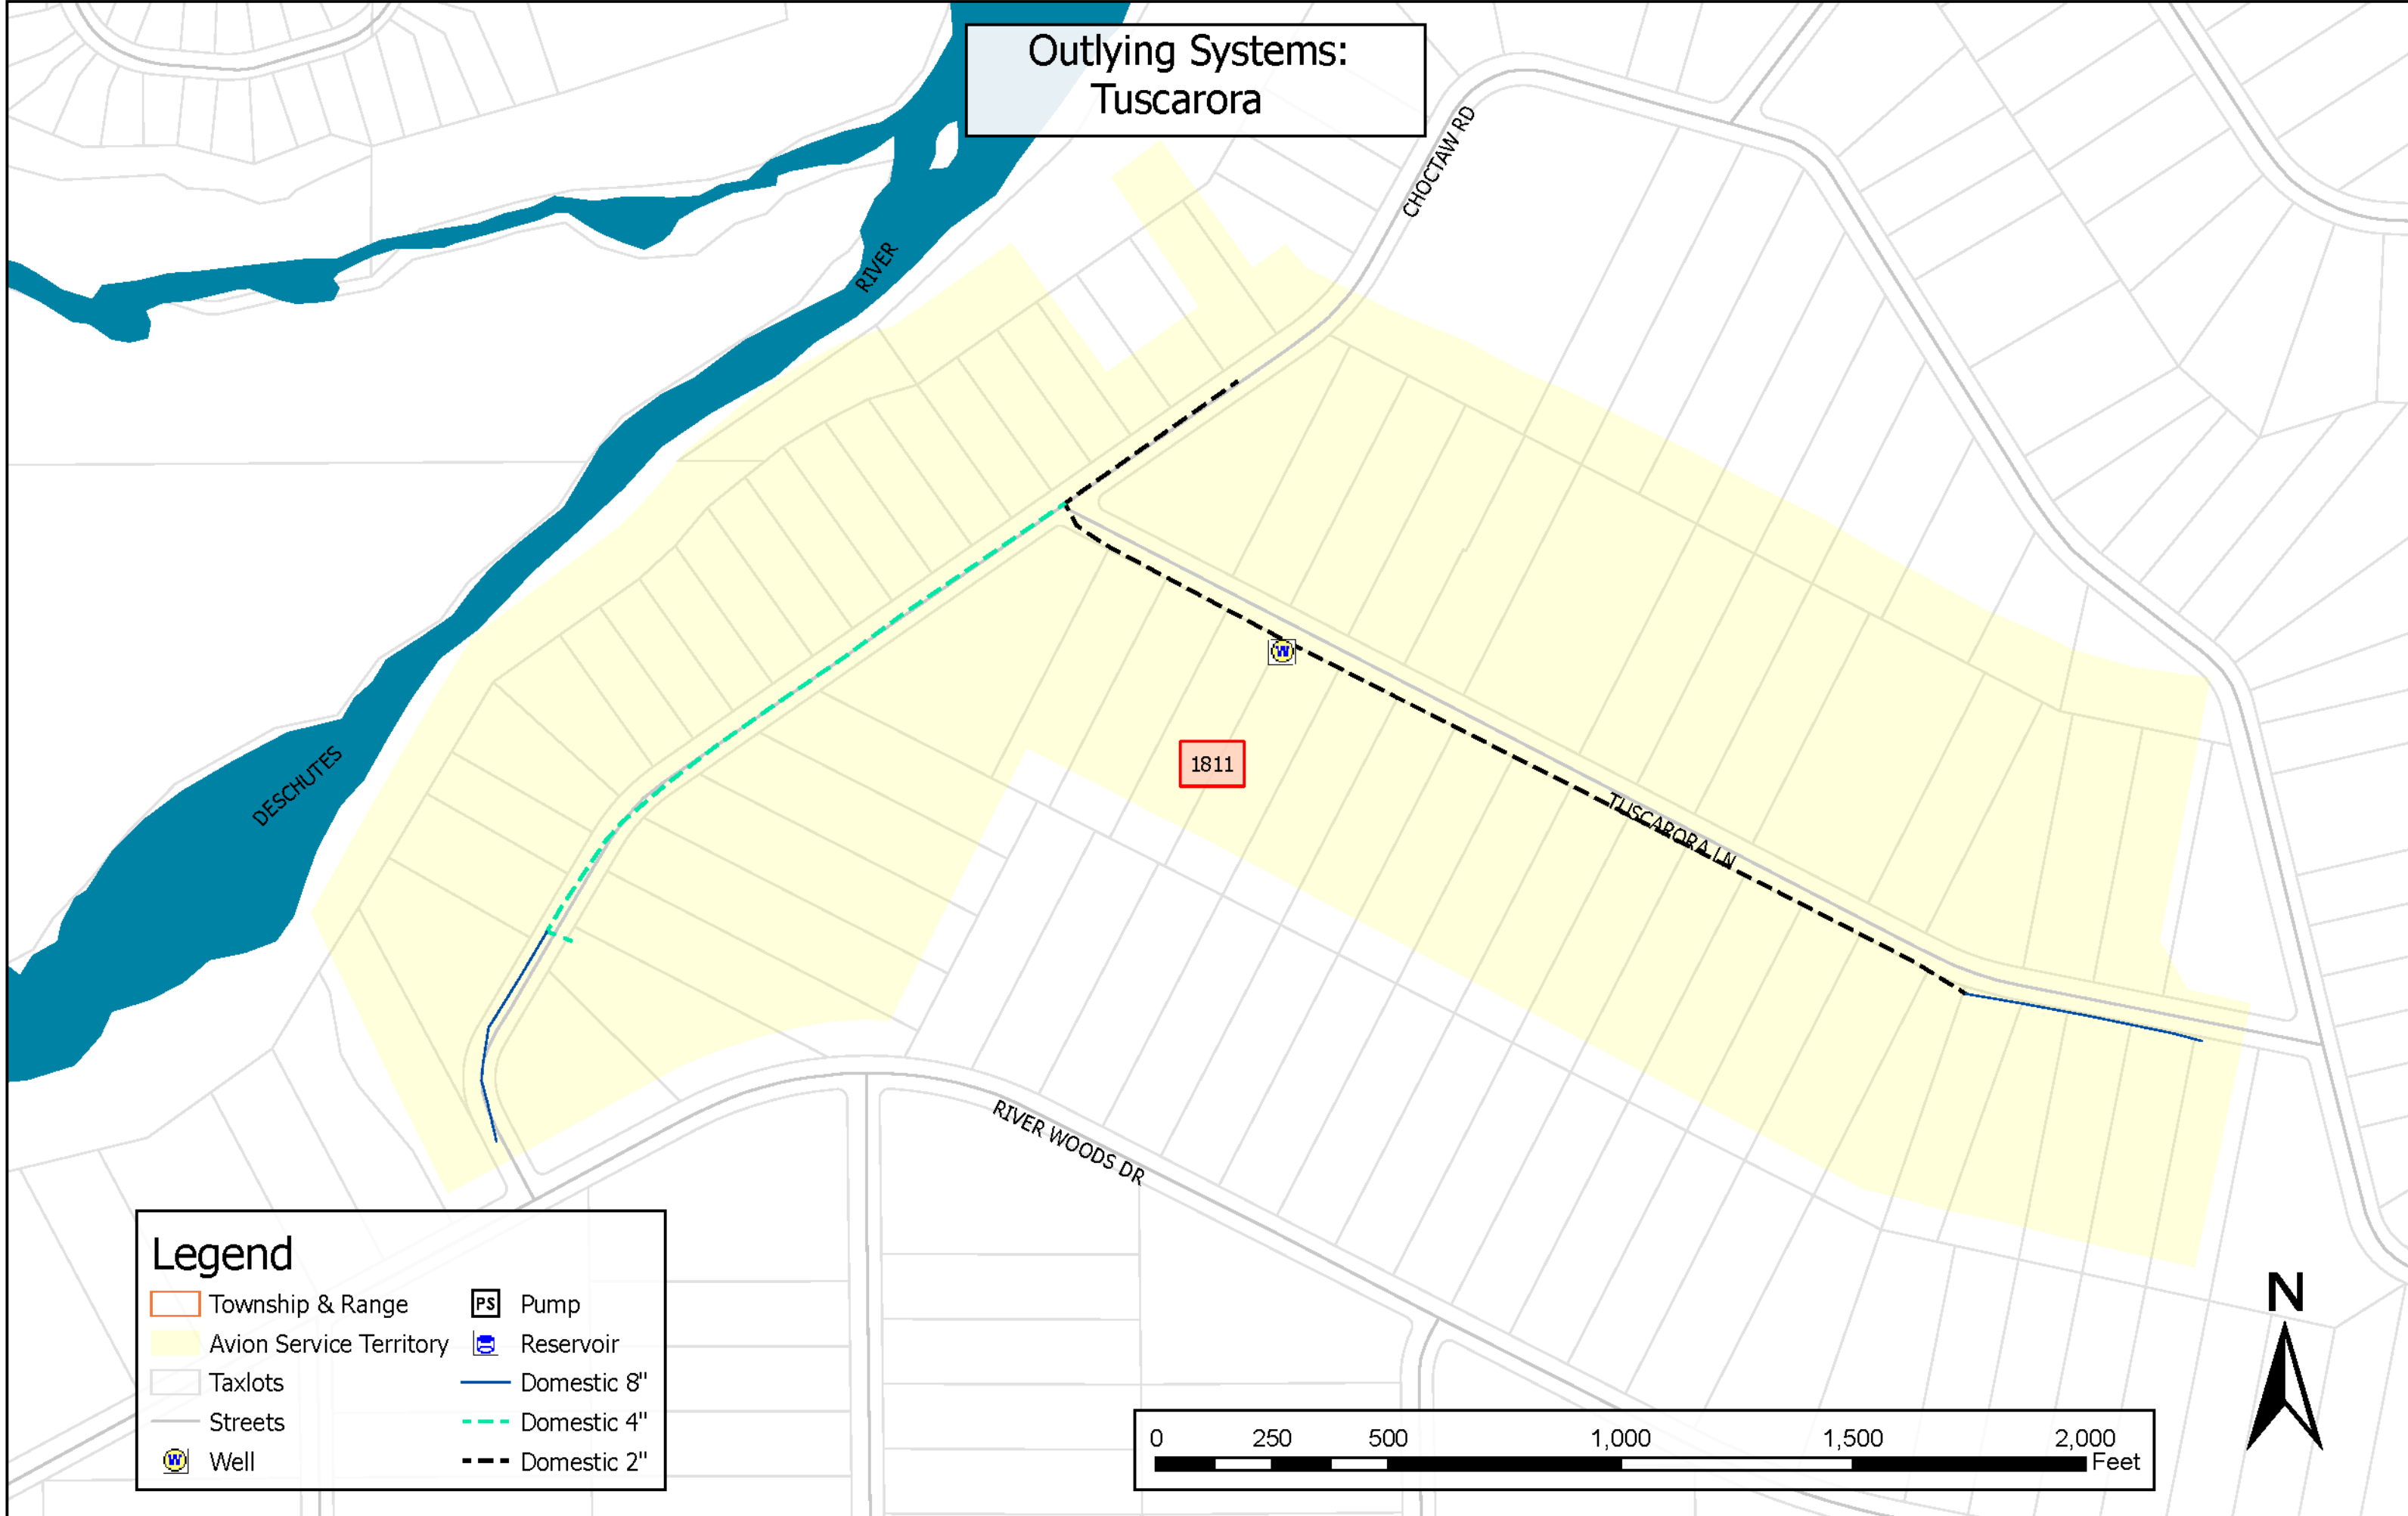 Outlying Systems:
Tuscarora
CHOCTAW RD
RIVER
DESCHUTES
1811
TUSCARORA LN
RIVER WOODS DR
Legend
Township & Range
Avion Service Territory
Taxlots
Streets
W Well
PS Pump
Reservoir
Domestic 8"
Domestic 4"
Domestic 2"
W
N
0 250 500 1,000 1,500 2,000
Feet